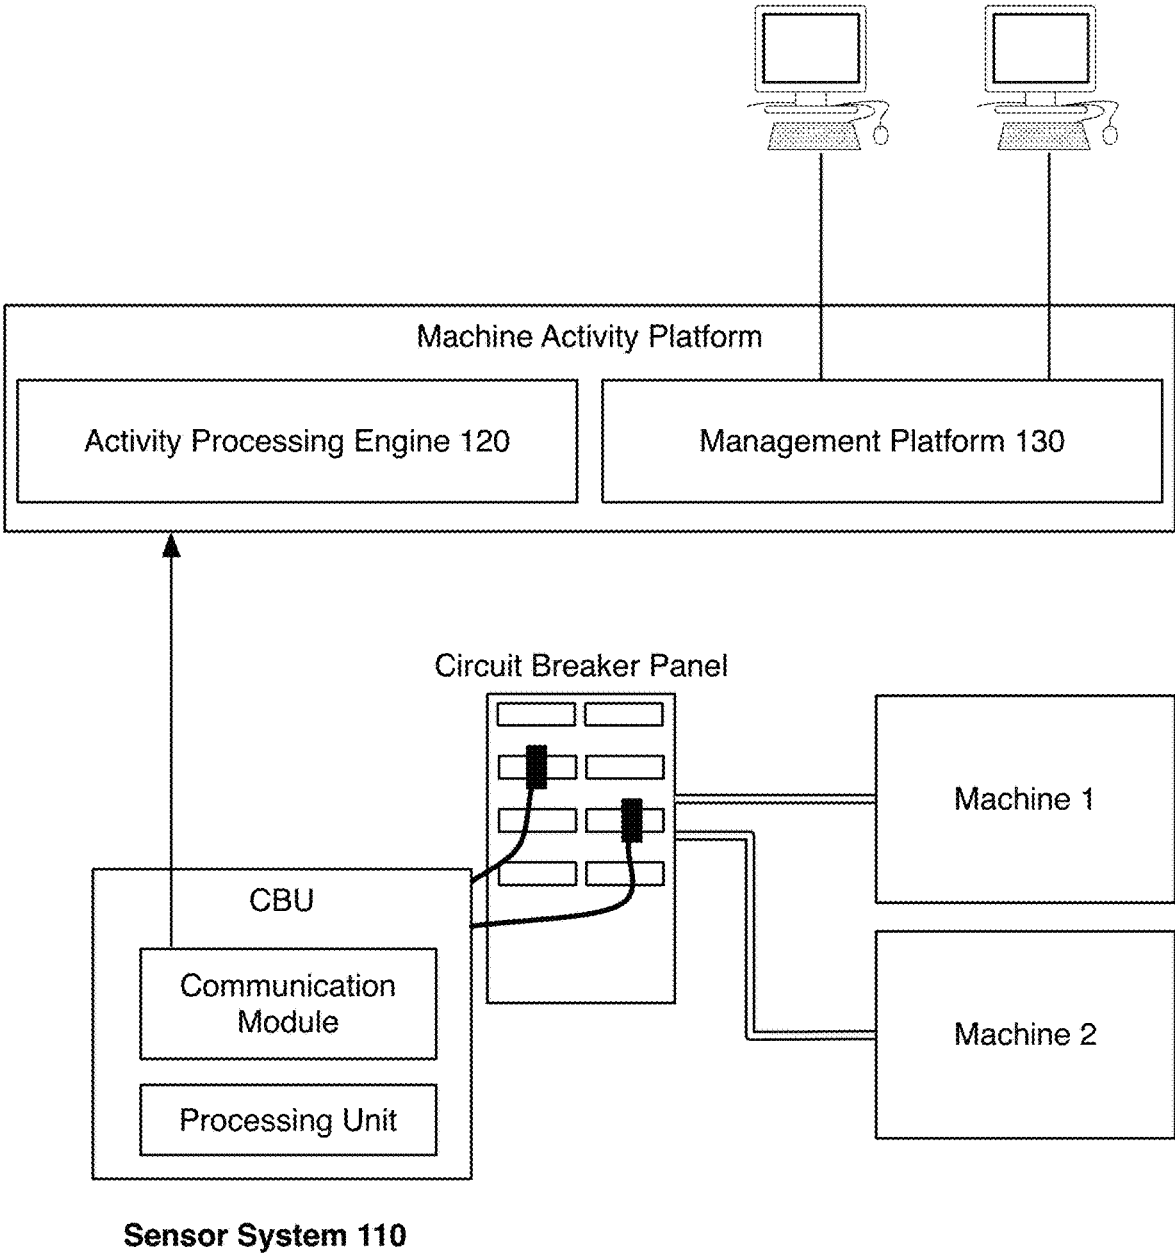 Machine Activity Platform
Activity Processing Engine 120
Management Platform 130
Circuit Breaker Panel
Machine 1
CBU
Communication
Module
Machine 2
Processing Unit
Sensor System 110